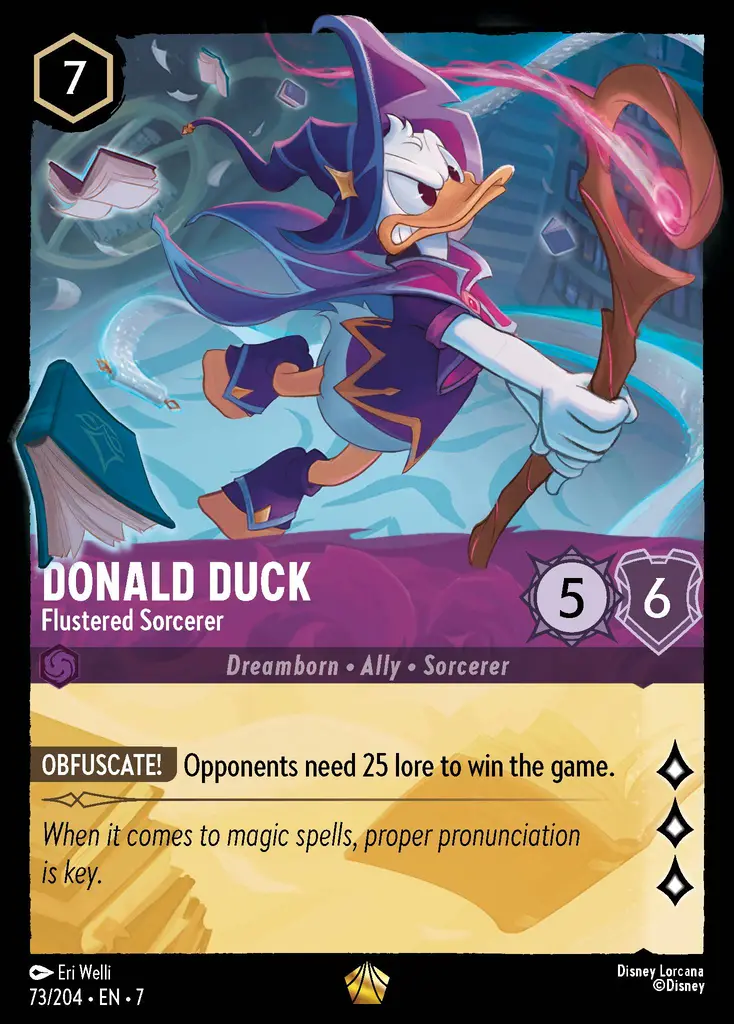 7
DONALD DUCK
Flustered Sorcerer
5
6
Dreamborn • Ally • Sorcerer
OBFUSCATE! Opponents need 25 lore to win the game.
When it comes to magic spells, proper pronunciation
is key.
Eri Welli
73/204 • EN • 7
Disney Lorcana
©Disney